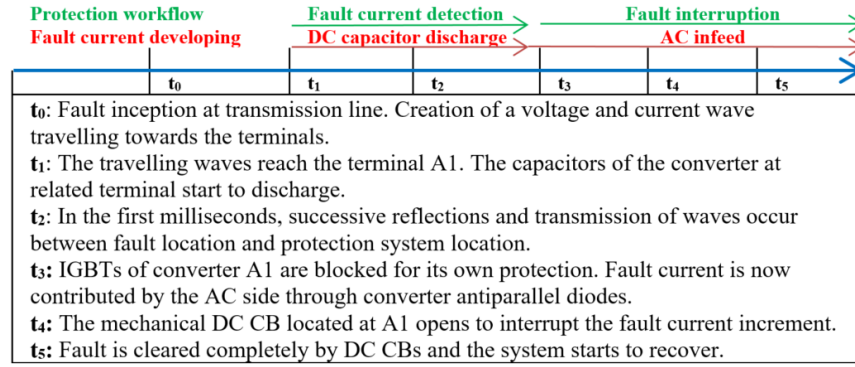 Protection workflow Fault current detection Fault interruption
Fault current developing DC capacitor discharge AC infeed
t₀ t₁ t₂ t₃ t₄ t₅
t₀: Fault inception at transmission line. Creation of a voltage and current wave
travelling towards the terminals.
t₁: The travelling waves reach the terminal A1. The capacitors of the converter at
related terminal start to discharge.
t₂: In the first milliseconds, successive reflections and transmission of waves occur
between fault location and protection system location.
t₃: IGBTs of converter A1 are blocked for its own protection. Fault current is now
contributed by the AC side through converter antiparallel diodes.
t₄: The mechanical DC CB located at A1 opens to interrupt the fault current increment.
t₅: Fault is cleared completely by DC CBs and the system starts to recover.